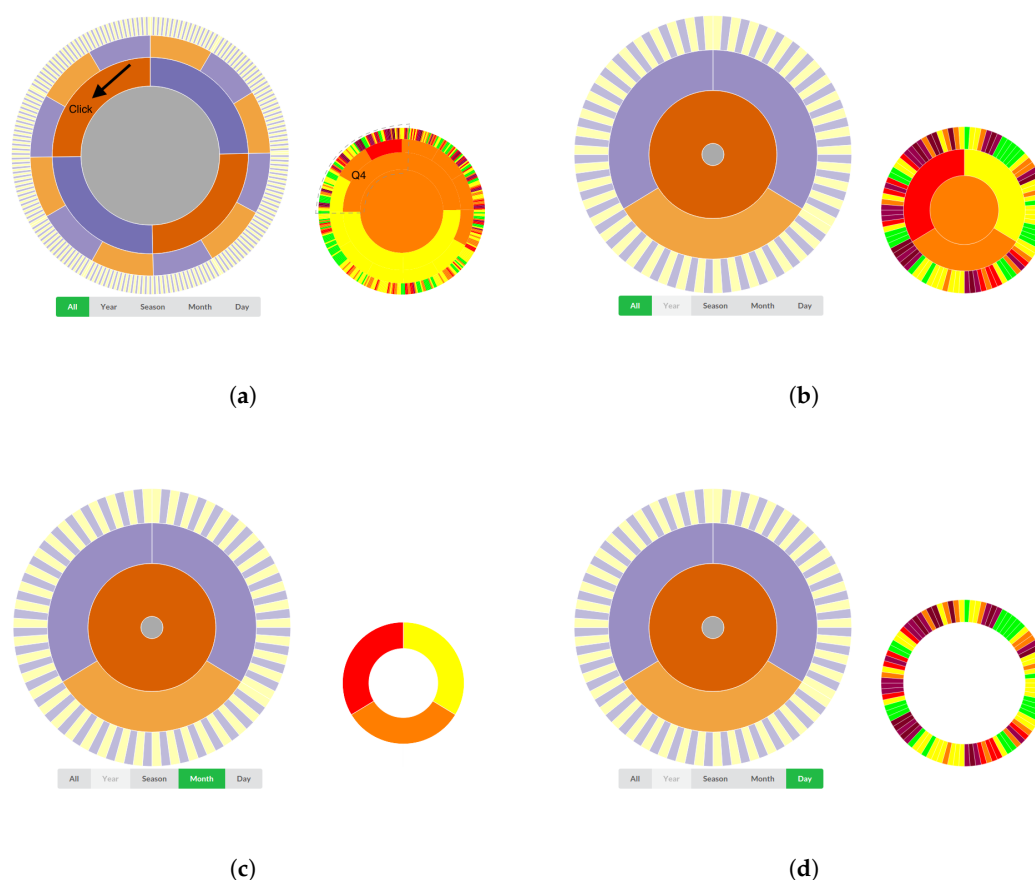 Click
Q4
All Year Season Month Day
All Year Season Month Day
(a)
(b)
All Year Season Month Day
All Year Season Month Day
(c)
(d)